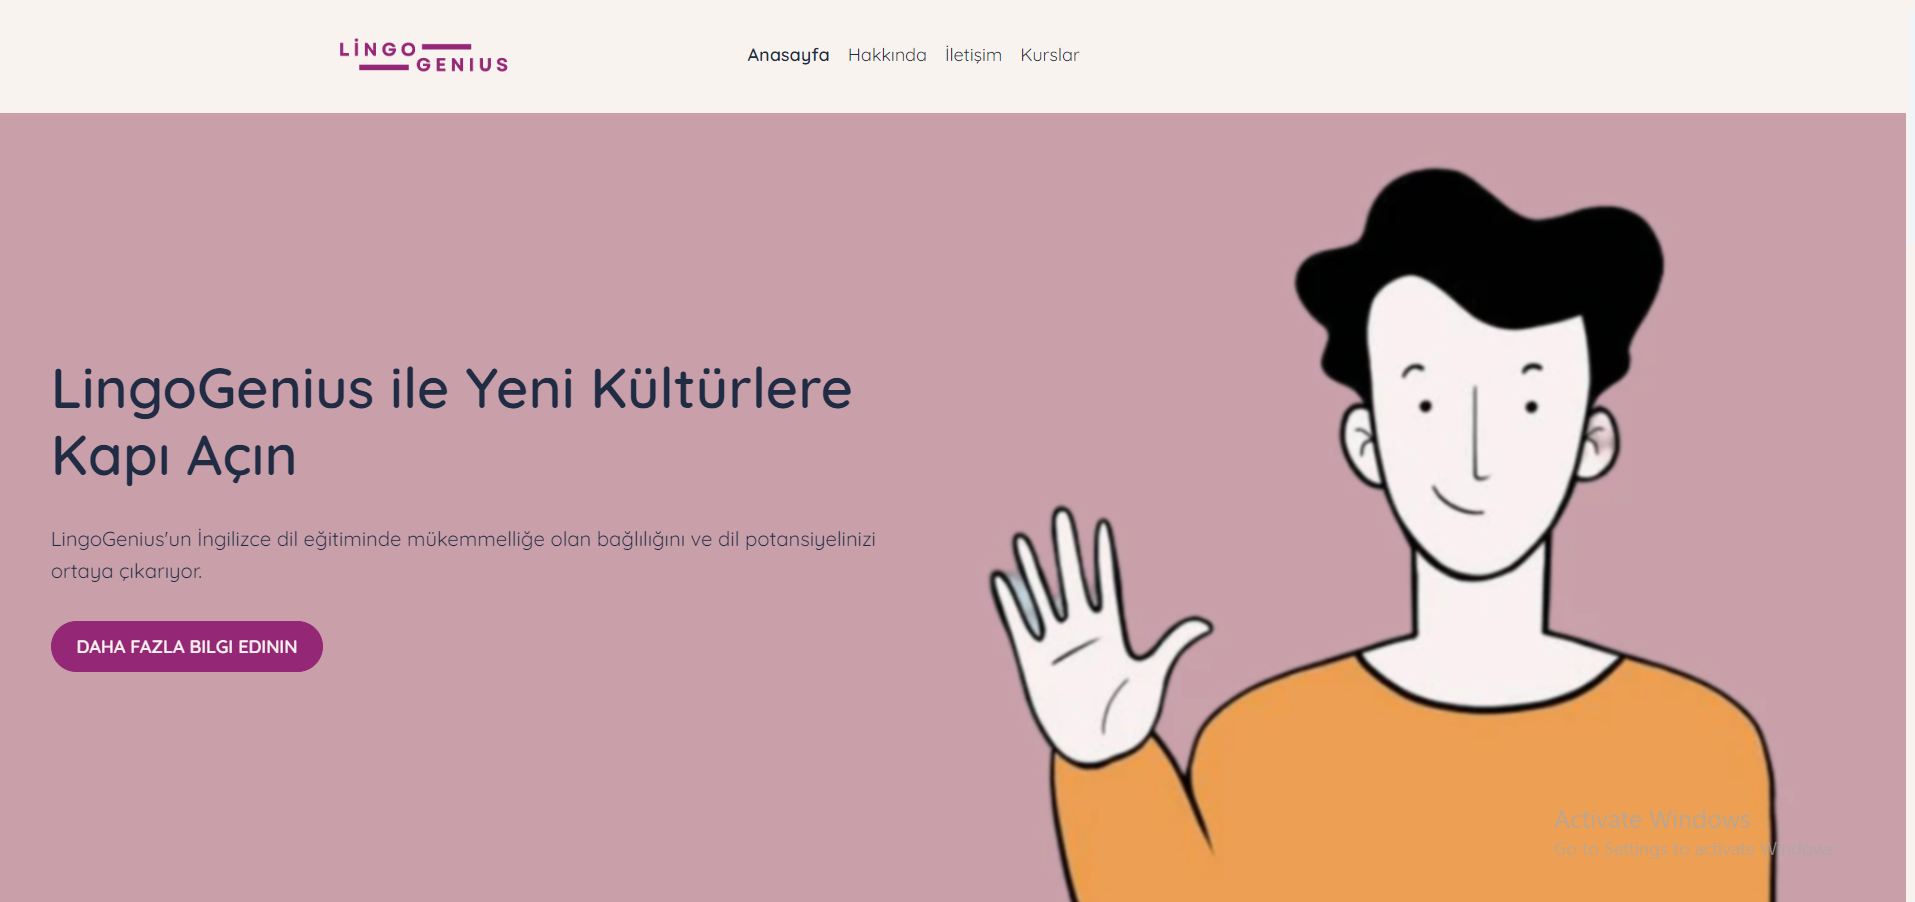 LİNGO
GENIUS
Anasayfa Hakkında İletişim Kurslar
LingoGenius ile Yeni Kültürlere
Kapı Açın
LingoGenius'un İngilizce dil eğitiminde mükemmelliğe olan bağlılığını ve dil potansiyelinizi
ortaya çıkarıyor.
DAHA FAZLA BILGI EDININ
Activate Windows
Go to Settings to activate Windows.